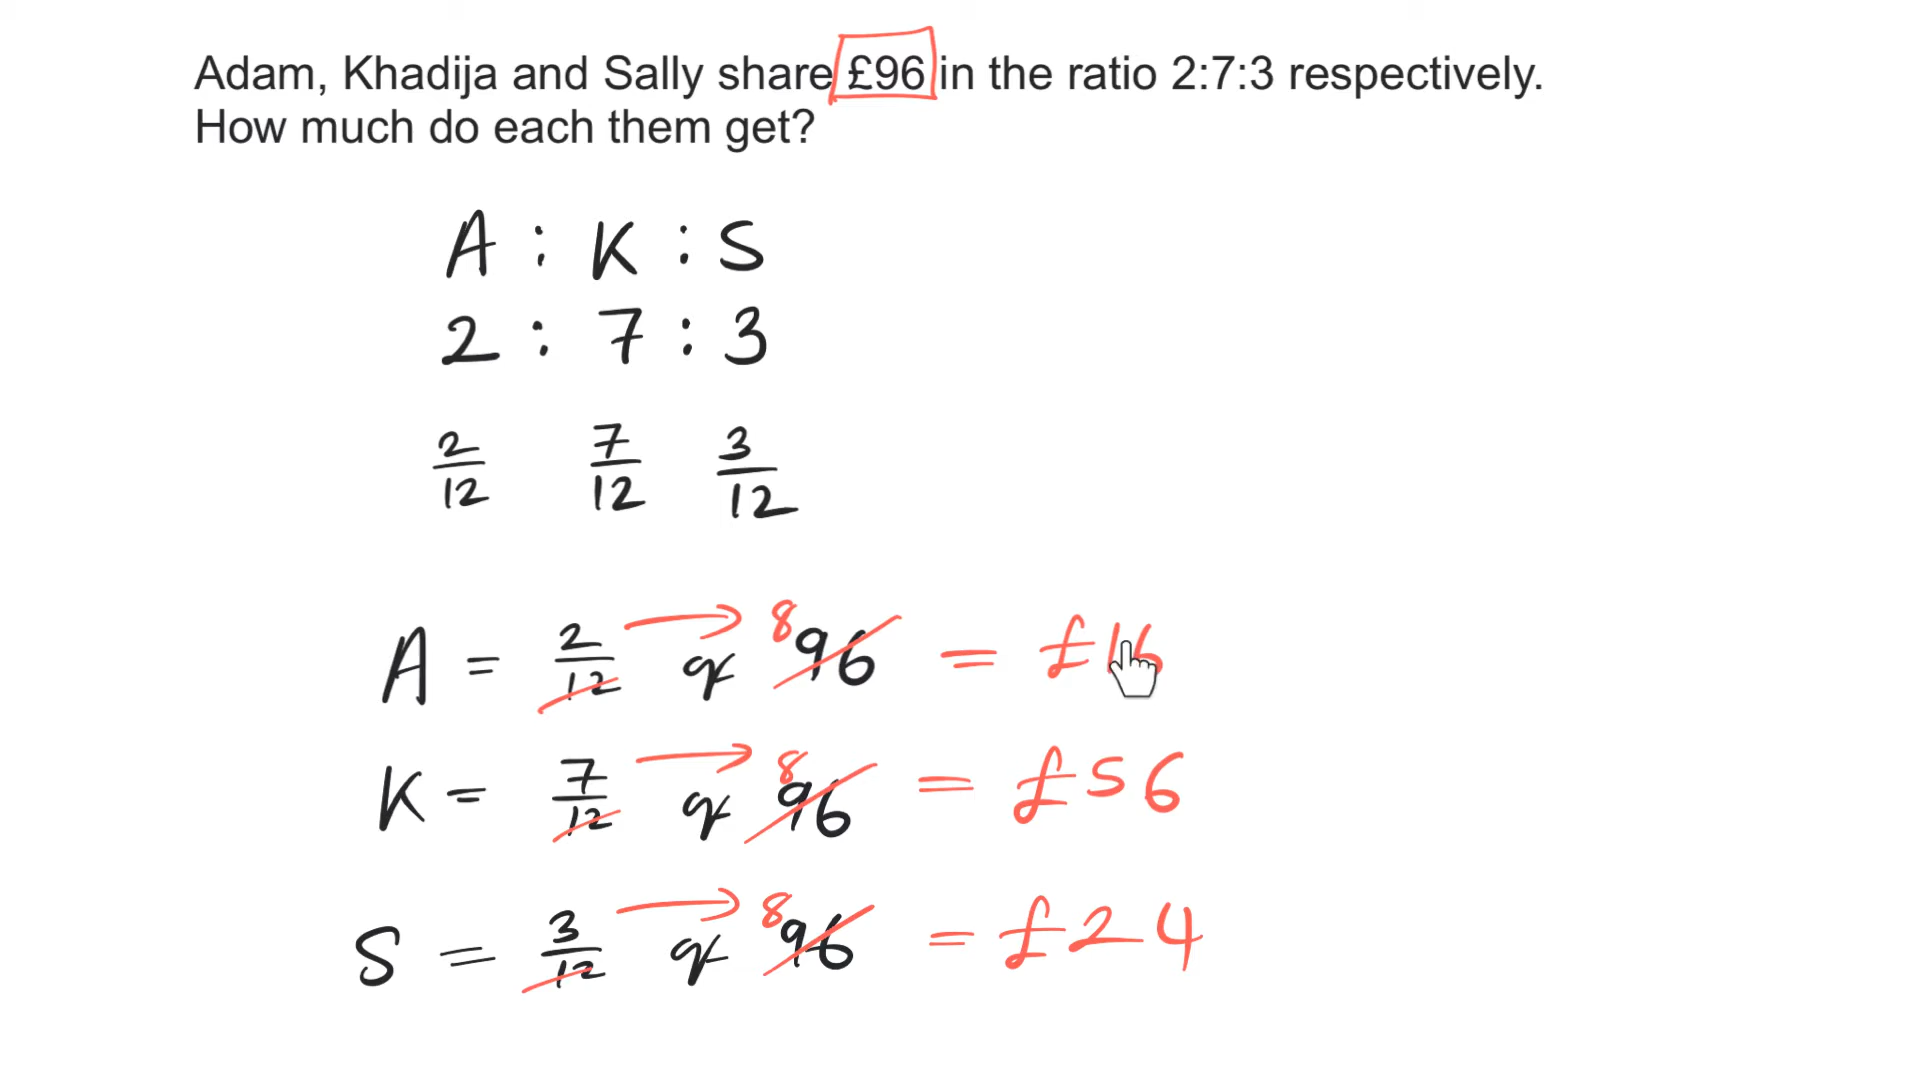 Adam, Khadija and Sally share £96 in the ratio 2:7:3 respectively.
How much do each them get?
A : K : S
2 : 7 : 3
2/12 7/12 3/12
A = 2/12 of 8 96 = £16
K = 7/12 of 8 96 = £56
S = 3/12 of 8 96 = £24